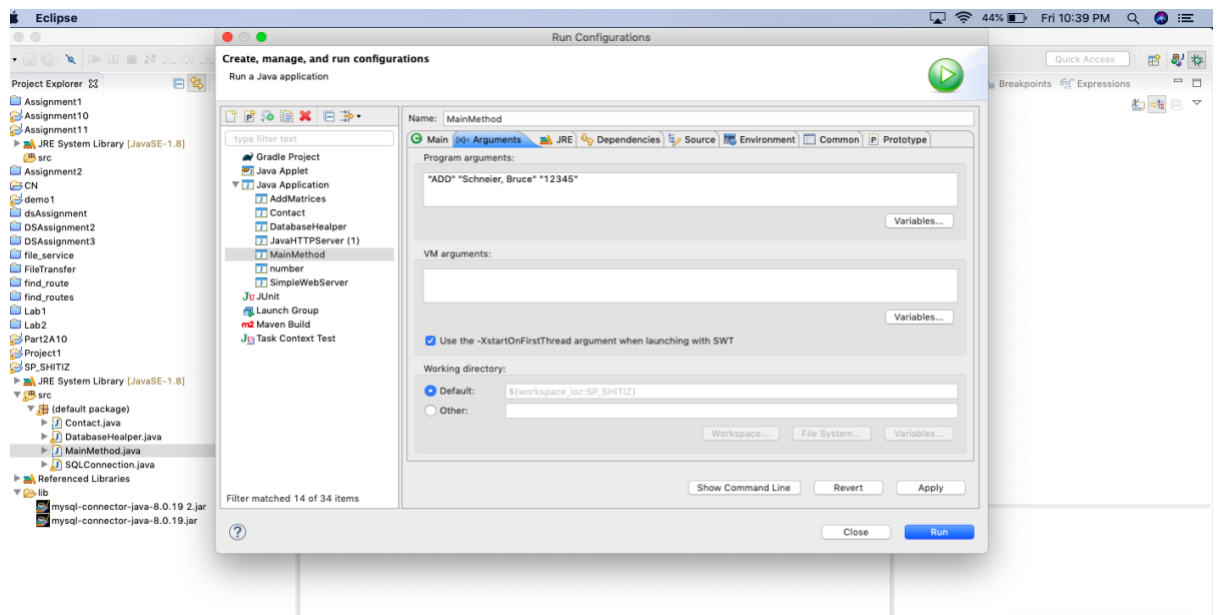 Eclipse
44%
Fri 10:39 PM
Run Configurations
Create, manage, and run configurations
Run a Java application
Quick Access
Project Explorer
Breakpoints
Expressions
Assignment1
Assignment10
Assignment11
JRE System Library [JavaSE-1.8]
src
Assignment2
CN
demo1
dsAssignment
DSAssignment2
DSAssignment3
file_service
FileTransfer
find_route
find_routes
Lab1
Lab2
Part2A10
Project1
SP_SHITIZ
JRE System Library [JavaSE-1.8]
src
(default package)
Contact.java
DatabaseHealper.java
MainMethod.java
SQLConnection.java
Referenced Libraries
lib
mysql-connector-java-8.0.19 2.jar
mysql-connector-java-8.0.19.jar
type filter text
Gradle Project
Java Applet
Java Application
AddMatrices
Contact
DatabaseHealper
JavaHTTPServer (1)
MainMethod
number
SimpleWebServer
Ju JUnit
Launch Group
m2 Maven Build
Task Context Test
Filter matched 14 of 34 items
Name: MainMethod
Main (x)= Arguments JRE Dependencies Source Environment Common P Prototype
Program arguments:
"ADD" "Schneier, Bruce" "12345"
Variables...
VM arguments:
Variables...
Use the -XstartOnFirstThread argument when launching with SWT
Working directory:
Default: ${workspace_loc:SP_SHITIZ}
Other:
Workspace... File System... Variables...
Show Command Line Revert Apply
? Close Run